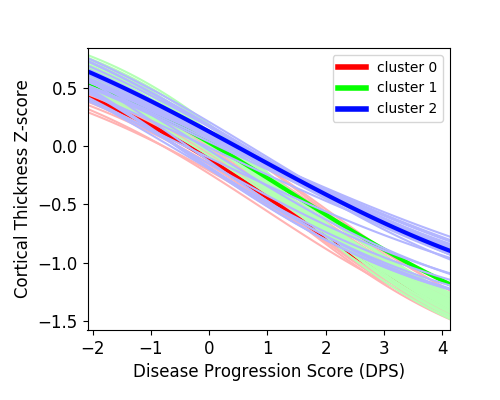 cluster 0
cluster 1
cluster 2
Cortical Thickness Z-score
0.5
0.0
−0.5
−1.0
−1.5
−2 −1 0 1 2 3 4
Disease Progression Score (DPS)